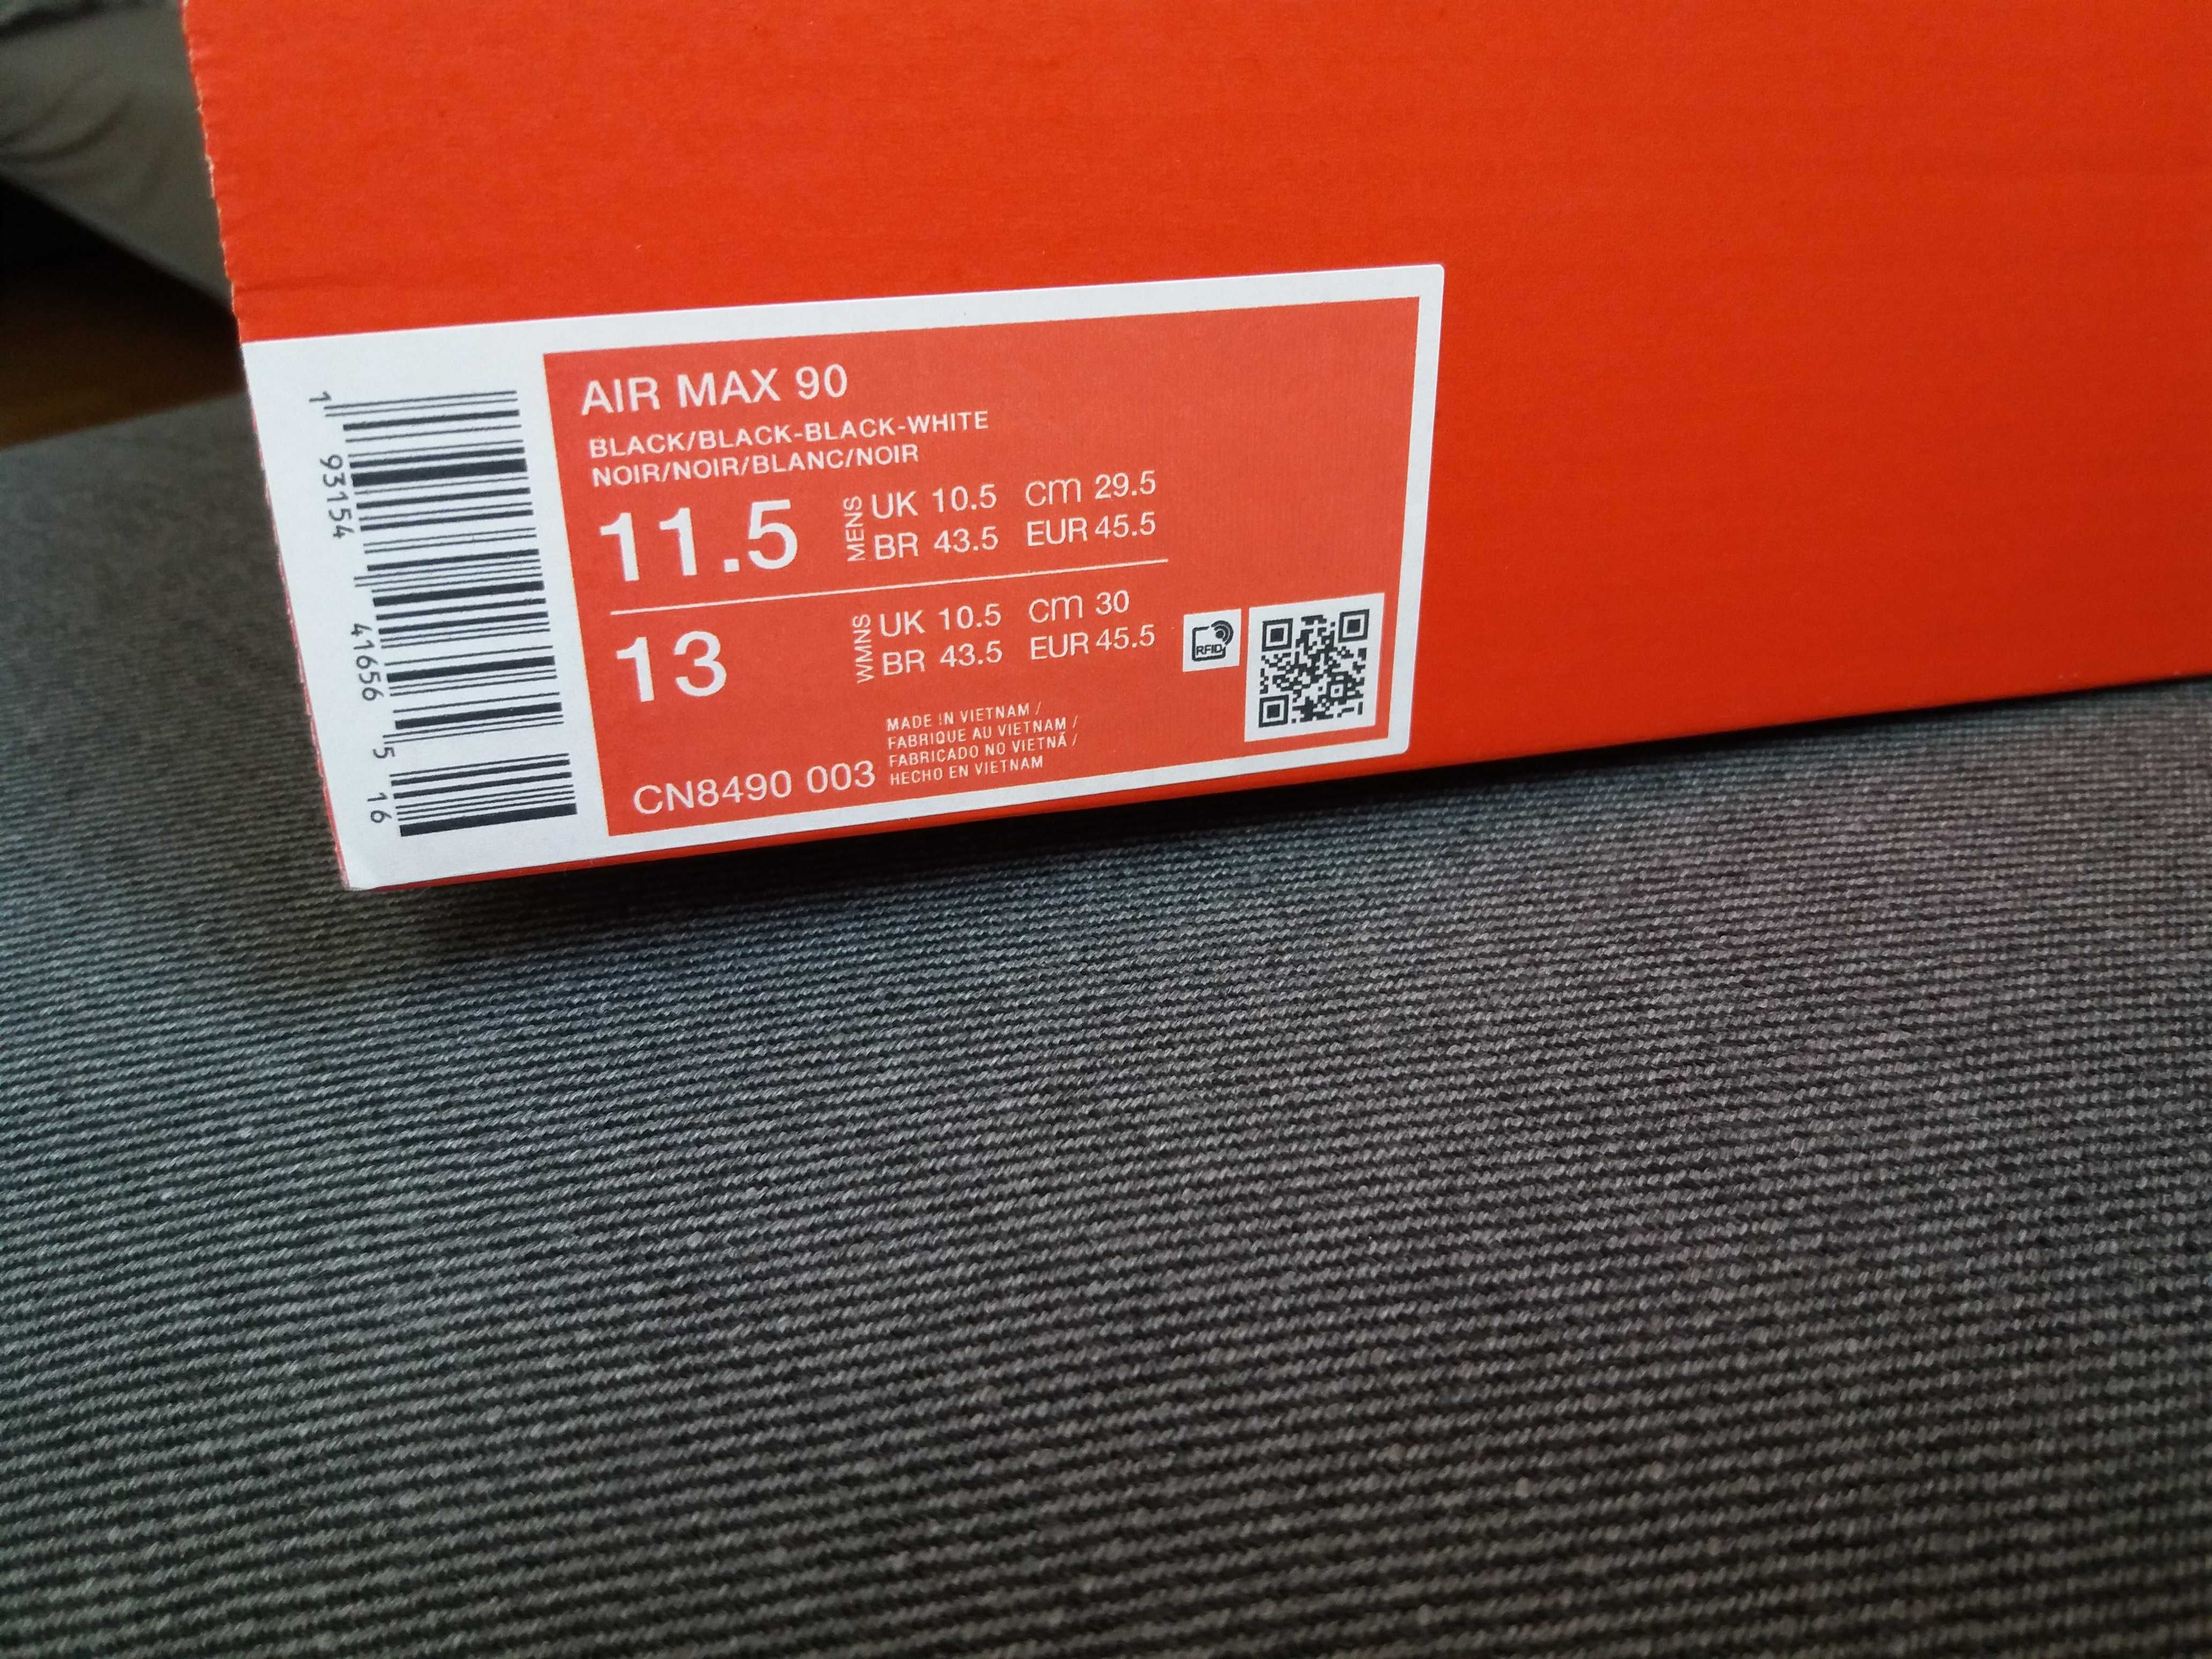 AIR MAX 90
BLACK/BLACK-BLACK-WHITE
NOIR/NOIR/BLANC/NOIR
11.5 MENS UK 10.5 cm 29.5
BR 43.5 EUR 45.5
13 WMNS UK 10.5 cm 30
BR 43.5 EUR 45.5
RFID
MADE IN VIETNAM /
FABRIQUE AU VIETNAM /
FABRICADO NO VIETNÃ /
HECHO EN VIETNAM
CN8490 003
1 93154 41656 5 16